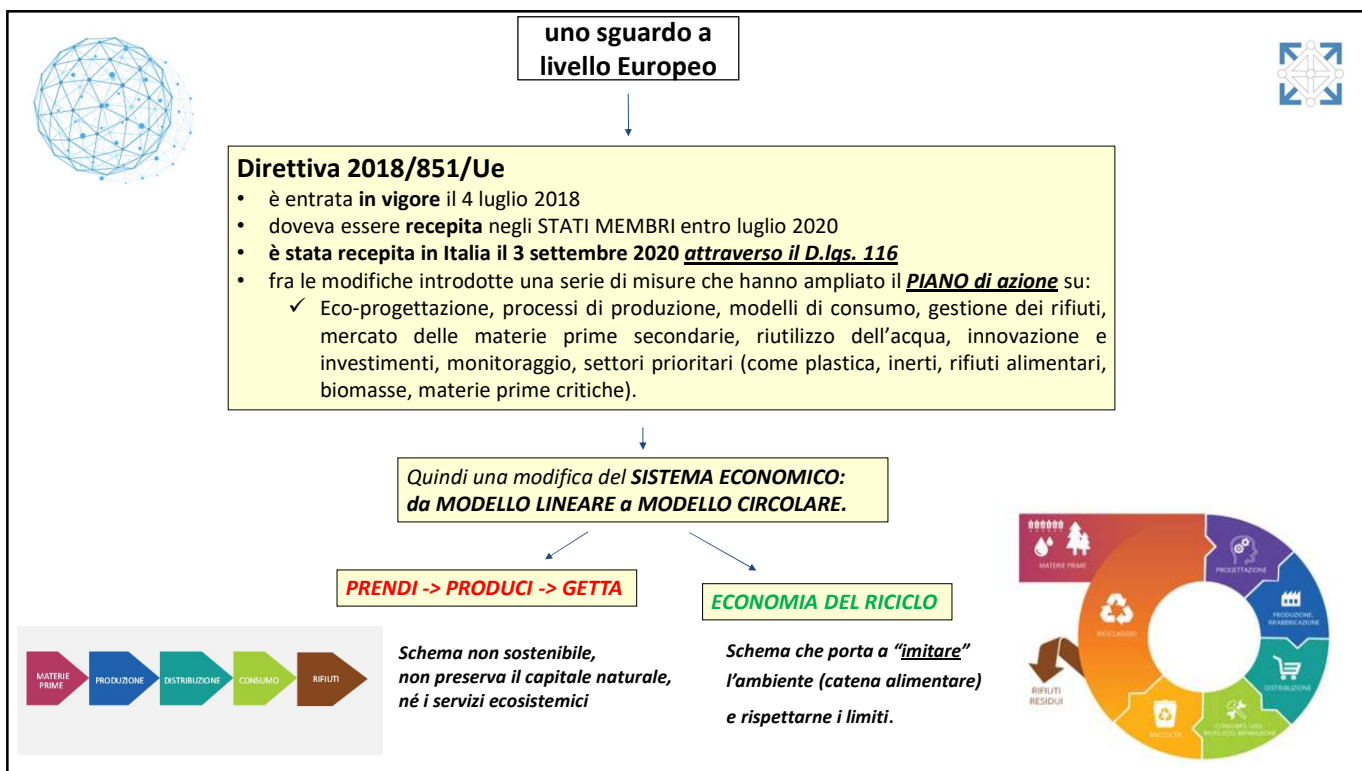 uno sguardo a
livello Europeo
Direttiva 2018/851/Ue
• è entrata in vigore il 4 luglio 2018
• doveva essere recepita negli STATI MEMBRI entro luglio 2020
• è stata recepita in Italia il 3 settembre 2020 attraverso il D.lgs. 116
• fra le modifiche introdotte una serie di misure che hanno ampliato il PIANO di azione su:
✓ Eco-progettazione, processi di produzione, modelli di consumo, gestione dei rifiuti,
mercato delle materie prime secondarie, riutilizzo dell'acqua, innovazione e
investimenti, monitoraggio, settori prioritari (come plastica, inerti, rifiuti alimentari,
biomasse, materie prime critiche).
Quindi una modifica del SISTEMA ECONOMICO:
da MODELLO LINEARE a MODELLO CIRCOLARE.
PRENDI -> PRODUCI -> GETTA
ECONOMIA DEL RICICLO
Schema non sostenibile,
non preserva il capitale naturale,
né i servizi ecosistemici
Schema che porta a “imitare”
l’ambiente (catena alimentare)
e rispettarne i limiti.
MATERIE
PRIME
PRODUZIONE
DISTRIBUZIONE
CONSUMO
RIFIUTI
MATERIE PRIME
PROGETTAZIONE
PRODUZIONE,
RIFABBRICAZIONE
DISTRIBUZIONE
CONSUMO, USO,
RIUTILIZZO, RIPARAZIONE
RACCOLTA
RICICLAGGIO
RIFIUTI
RESIDUI